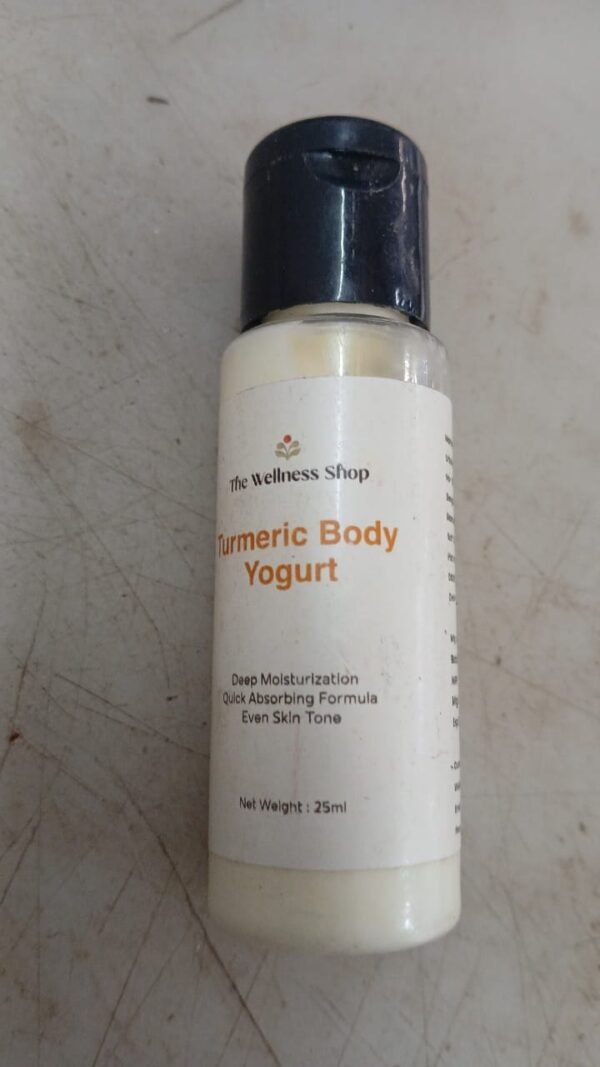 The Wellness Shop
Turmeric Body
Yogurt
Deep Moisturization
Quick Absorbing Formula
Even Skin Tone
Net Weight : 25ml